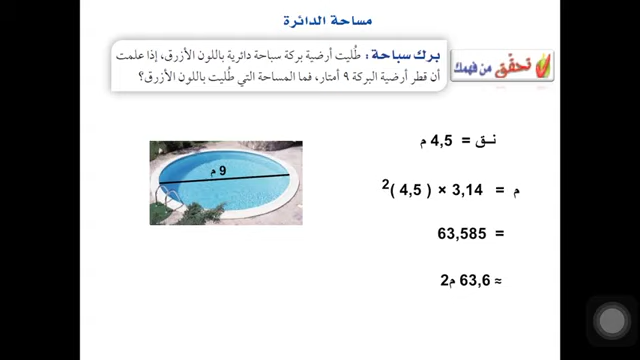 مساحة الدائرة
تحقق من فهمك
برك سباحة : طُليت أرضية بركة سباحة دائرية باللون الأزرق، إذا علمت
أن قطر أرضية البركة ٩ أمتار، فما المساحة التي طُليت باللون الأزرق؟
9 م
نـق = 4,5 م
م = 3,14 × ( 4,5 )2
= 63,585
≈ 63,6 م2